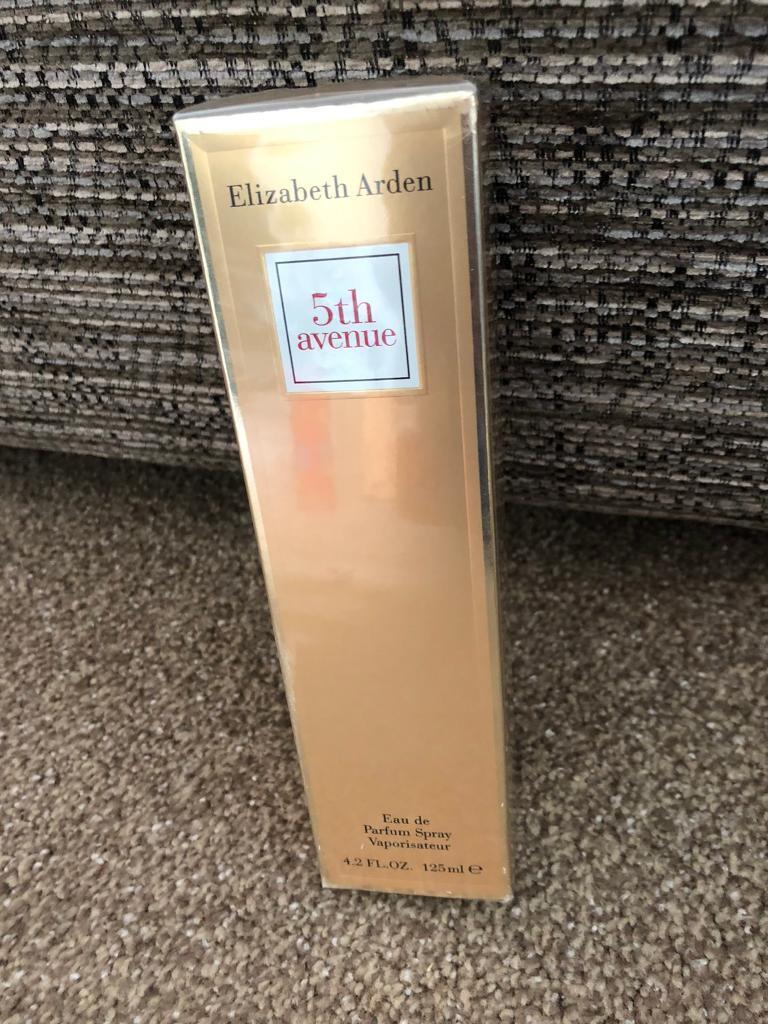 Elizabeth Arden
5th
avenue
Eau de
Parfum Spray
Vaporisateur
4.2 FL.OZ. 125ml ℮